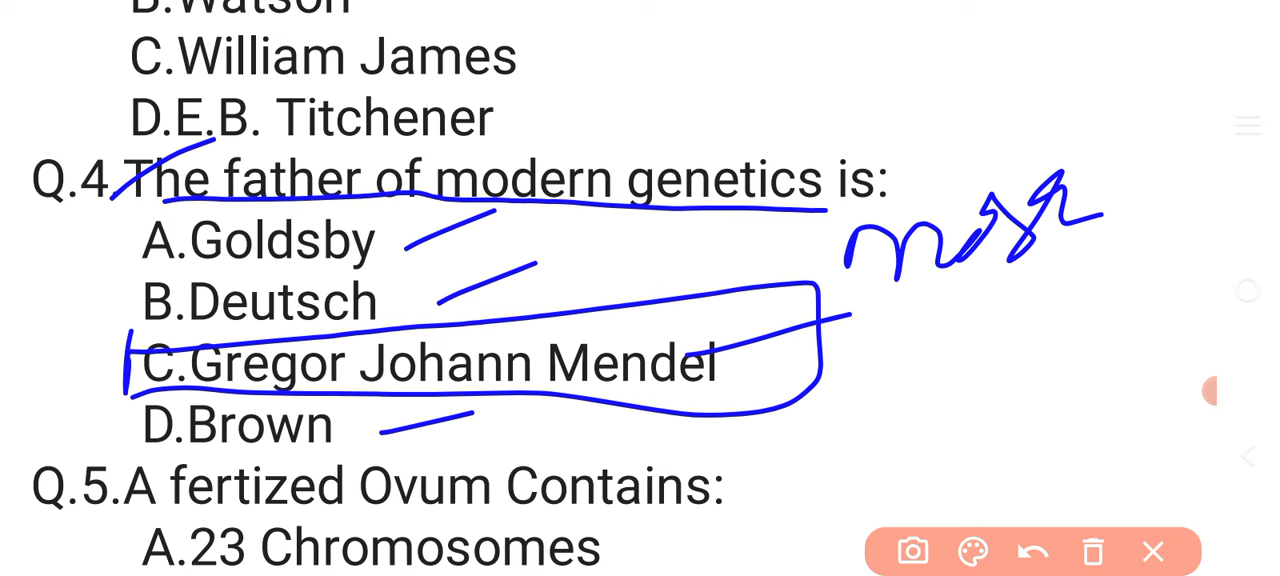 B.Watson
C.William James
D.E.B. Titchener
Q.4.The father of modern genetics is:
A.Goldsby
B.Deutsch
C.Gregor Johann Mendel
D.Brown
Q.5.A fertized Ovum Contains:
A.23 Chromosomes